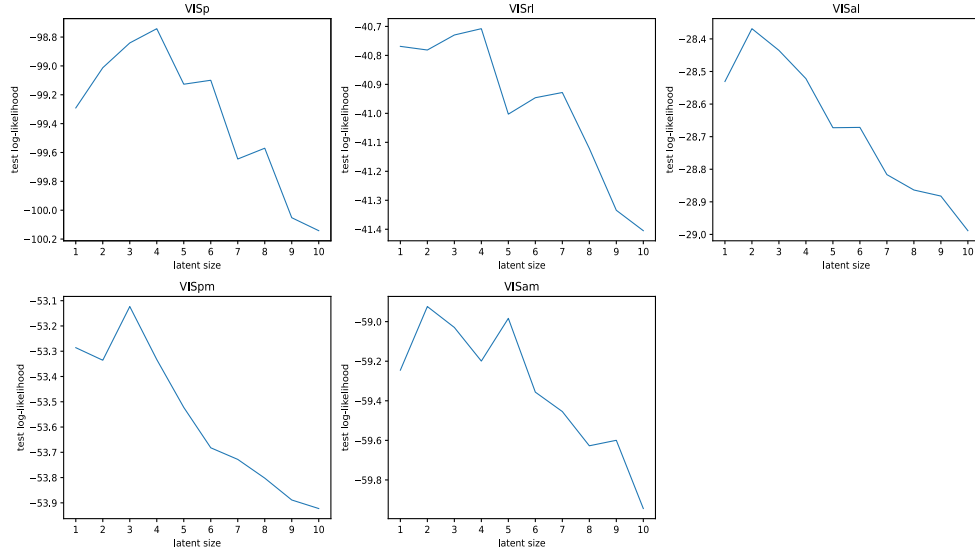 VISp
test log-likelihood
−98.8
−99.0
−99.2
−99.4
−99.6
−99.8
−100.0
−100.2
1 2 3 4 5 6 7 8 9 10
latent size
VISrl
test log-likelihood
−40.7
−40.8
−40.9
−41.0
−41.1
−41.2
−41.3
−41.4
1 2 3 4 5 6 7 8 9 10
latent size
VISal
test log-likelihood
−28.4
−28.5
−28.6
−28.7
−28.8
−28.9
−29.0
1 2 3 4 5 6 7 8 9 10
latent size
VISpm
test log-likelihood
−53.1
−53.2
−53.3
−53.4
−53.5
−53.6
−53.7
−53.8
−53.9
1 2 3 4 5 6 7 8 9 10
latent size
VISam
test log-likelihood
−59.0
−59.2
−59.4
−59.6
−59.8
1 2 3 4 5 6 7 8 9 10
latent size